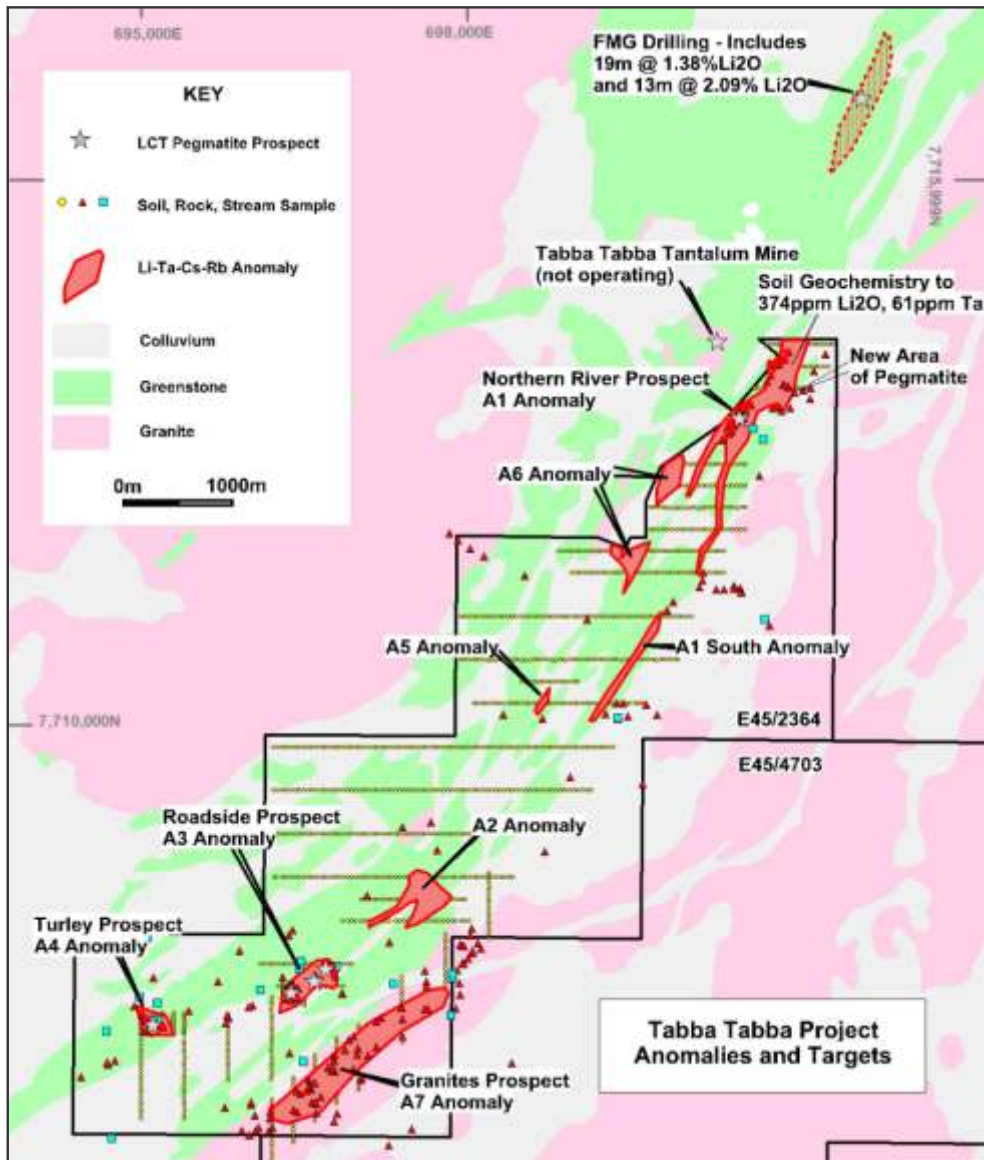 695,000E
698,000E
FMG Drilling - Includes
19m @ 1.38%Li2O
and 13m @ 2.09% Li2O
KEY
LCT Pegmatite Prospect
Soil, Rock, Stream Sample
Li-Ta-Cs-Rb Anomaly
Colluvium
Greenstone
Granite
0m 1000m
7,715,999N
Tabba Tabba Tantalum Mine
(not operating)
Soil Geochemistry to
374ppm Li2O, 61ppm Ta
New Area
of Pegmatite
Northern River Prospect
A1 Anomaly
A6 Anomaly
A5 Anomaly
A1 South Anomaly
7,710,000N
E45/2364
E45/4703
Roadside Prospect
A3 Anomaly
A2 Anomaly
Turley Prospect
A4 Anomaly
Granites Prospect
A7 Anomaly
Tabba Tabba Project
Anomalies and Targets